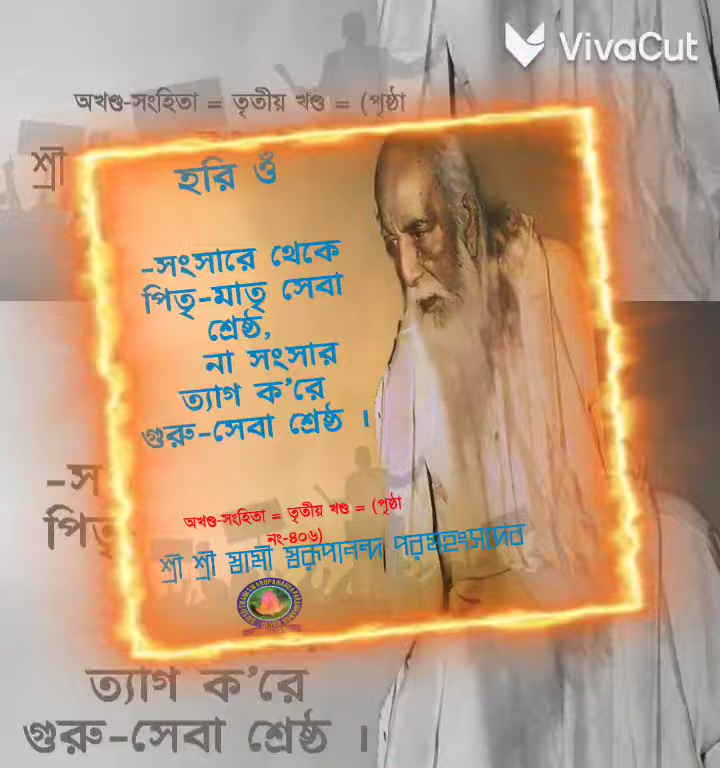 VivaCut
অখণ্ড-সংহিতা = তৃতীয় খণ্ড = (পৃষ্ঠা
শ্রী
হরি ওঁ
-সংসারে থেকে
পিতৃ-মাতৃ সেবা
শ্রেষ্ঠ,
না সংসার
ত্যাগ ক'রে
গুরু-সেবা শ্রেষ্ঠ ।
-স
পিতৃ
অখণ্ড-সংহিতা = তৃতীয় খণ্ড = (পৃষ্ঠা
নং-৪০৬)
শ্রী শ্রী স্বামী স্বরূপানন্দ পরমহংসদেব
ত্যাগ ক'রে
গুরু-সেবা শ্রেষ্ঠ ।